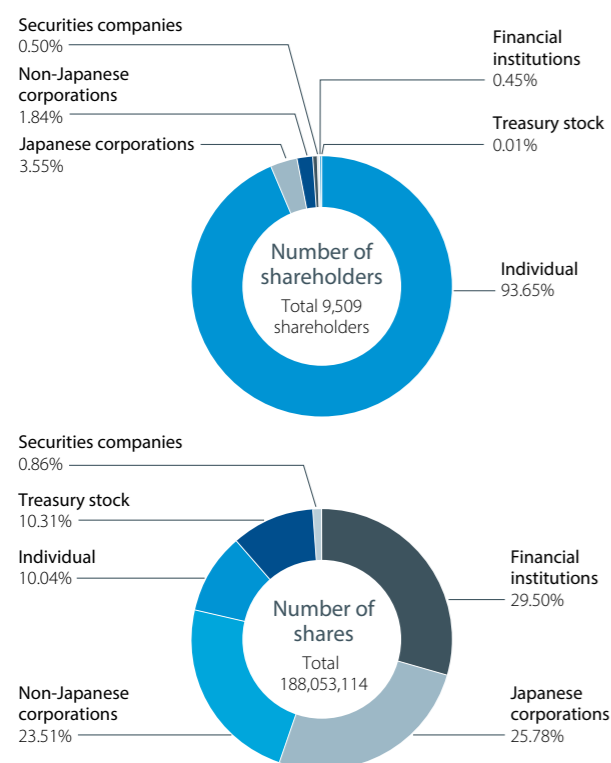 Securities companies
0.50%
Non-Japanese
corporations
1.84%
Japanese corporations
3.55%
Financial
institutions
0.45%
Treasury stock
0.01%
Individual
93.65%
Number of
shareholders
Total 9,509
shareholders
Securities companies
0.86%
Treasury stock
10.31%
Individual
10.04%
Non-Japanese
corporations
23.51%
Financial
institutions
29.50%
Japanese
corporations
25.78%
Number of
shares
Total
188,053,114